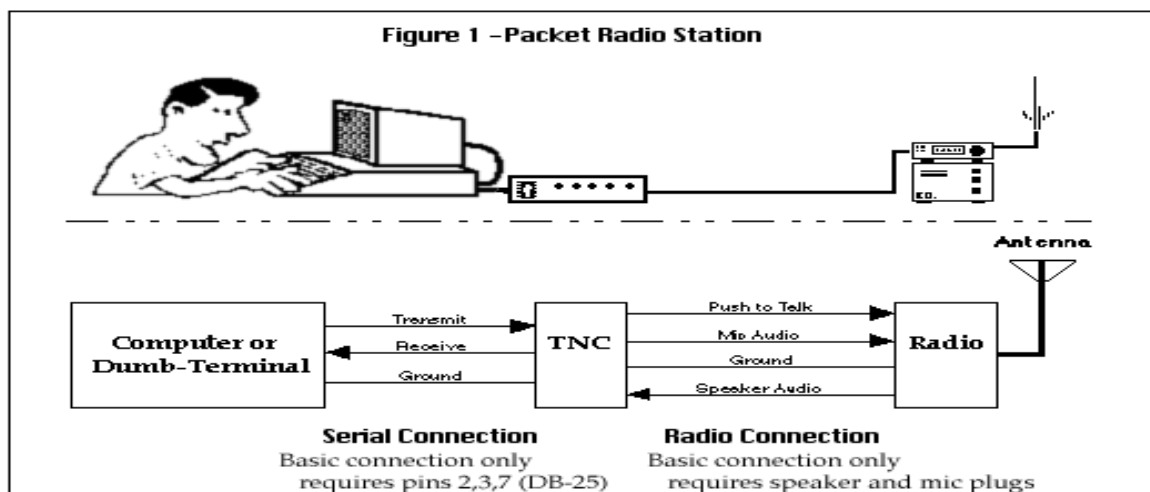 Figure 1 -Packet Radio Station
Antenna
Computer or
Dumb-Terminal
Transmit
Receive
Ground
TNC
Push to Talk
Mic Audio
Ground
Speaker Audio
Radio
Serial Connection
Basic connection only
requires pins 2,3,7 (DB-25)
Radio Connection
Basic connection only
requires speaker and mic plugs